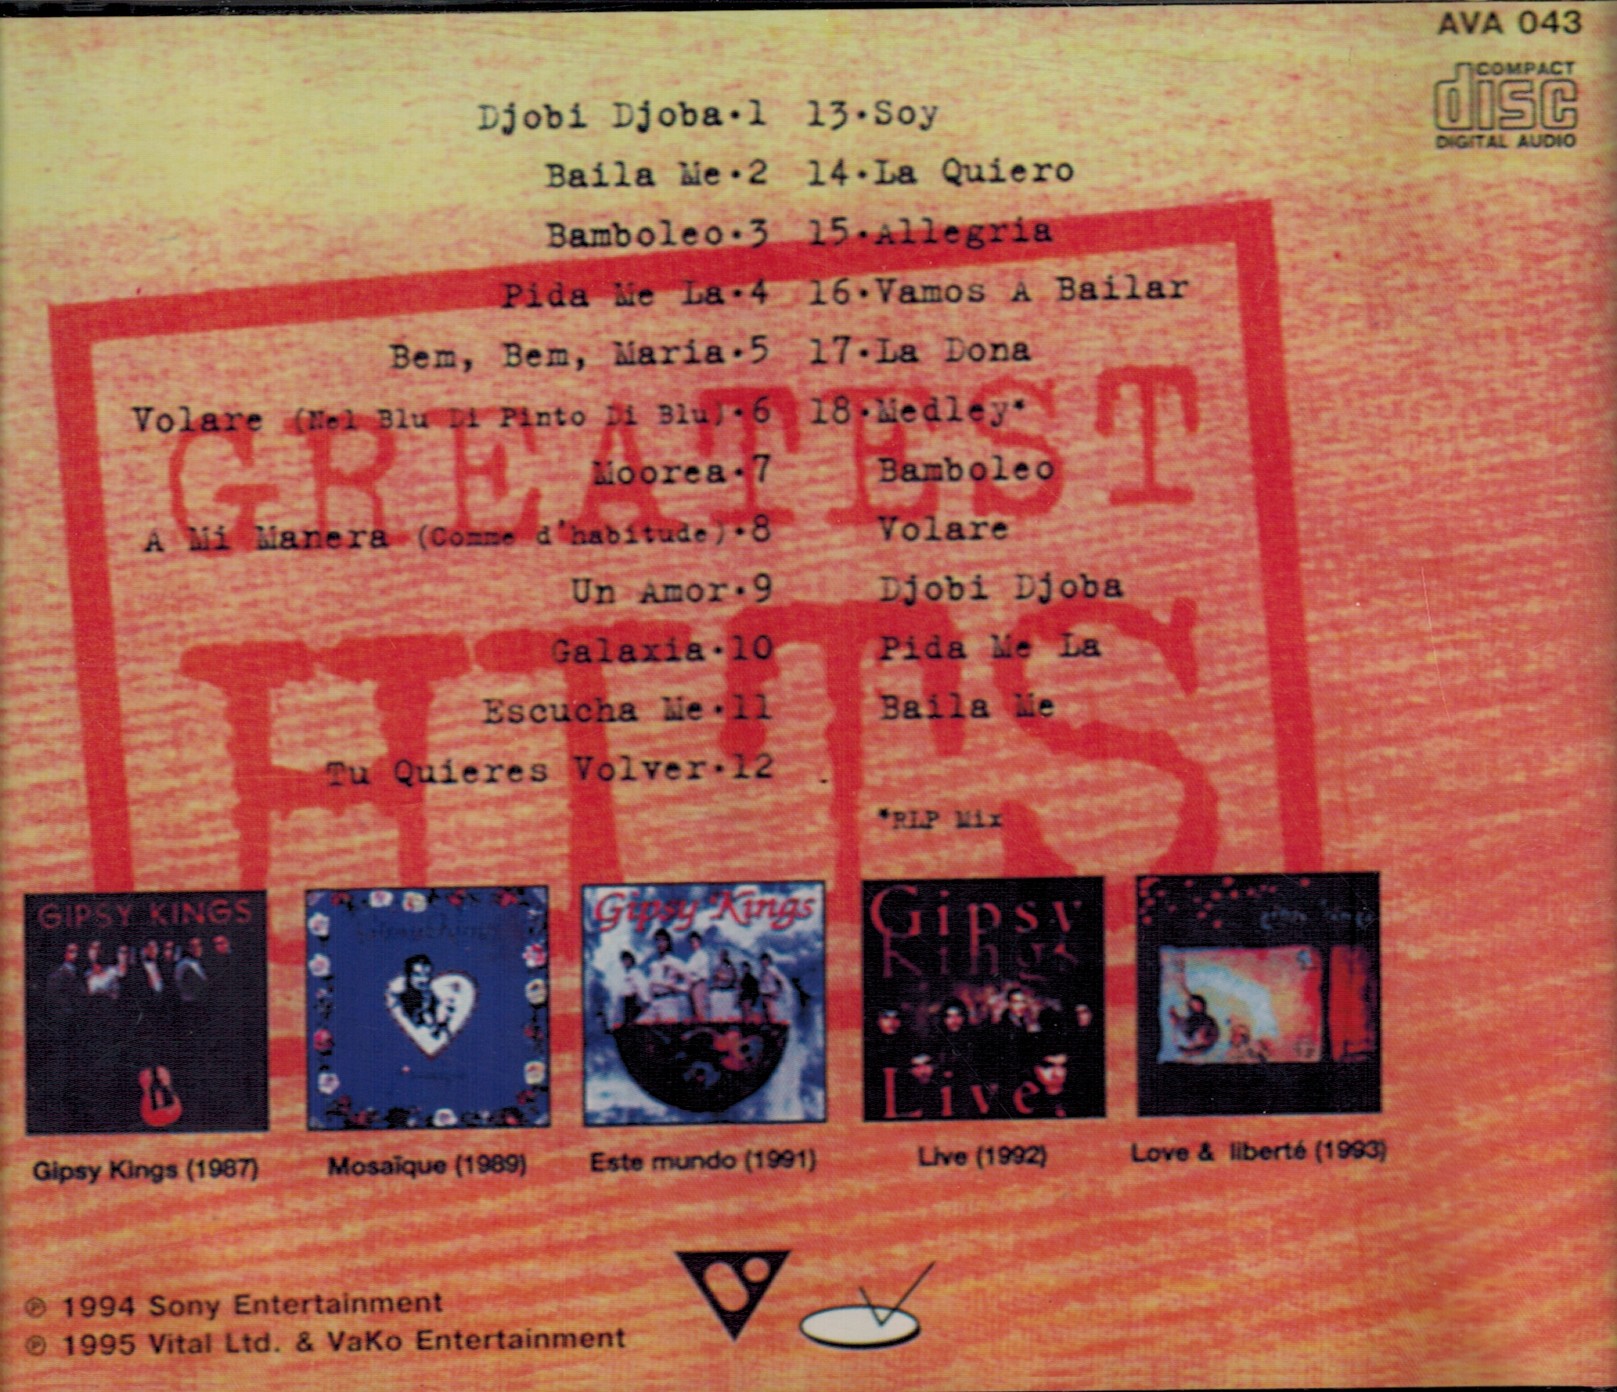 AVA 043
COMPACT
disc
DIGITAL AUDIO
Djobi Djoba·1
Baila Me·2
Bamboleo·3
Pida Me La·4
Bem, Bem, Maria·5
Volare (Nel Blu Di Pinto Di Blu)·6
Moorea·7
A Mi Manera (Comme d'habitude)·8
Un Amor·9
Galaxia·10
Escucha Me·11
Tu Quieres Volver·12
13·Soy
14·La Quiero
15·Allegria
16·Vamos A Bailar
17·La Dona
18·Medley*
Bamboleo
Volare
Djobi Djoba
Pida Me La
Baila Me
*RLP Mix
GREATEST
HITS
GIPSY KINGS
Gipsy Kings
Gipsy Kings
Gipsy
Kings
Live!
Gipsy Kings (1987)
Mosaïque (1989)
Este mundo (1991)
Live (1992)
Love & liberté (1993)
℗ 1994 Sony Entertainment
℗ 1995 Vital Ltd. & VaKo Entertainment